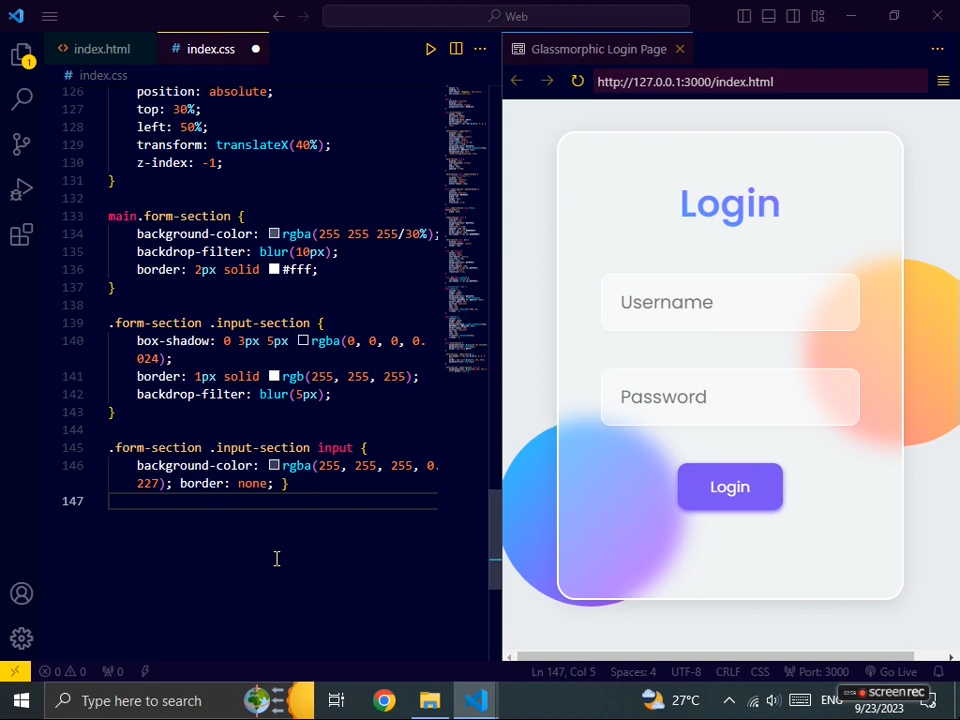 Web
index.html
# index.css
...
Glassmorphic Login Page
...
# index.css
http://127.0.0.1:3000/index.html
126 position: absolute;
127 top: 30%;
128 left: 50%;
129 transform: translateX(40%);
130 z-index: -1;
131 }
132
133 main.form-section {
134 background-color: rgba(255 255 255/30%);
135 backdrop-filter: blur(10px);
136 border: 2px solid #fff;
137 }
138
139 .form-section .input-section {
140 box-shadow: 0 3px 5px rgba(0, 0, 0, 0.
024);
141 border: 1px solid rgb(255, 255, 255);
142 backdrop-filter: blur(5px);
143 }
144
145 .form-section .input-section input {
146 background-color: rgba(255, 255, 255, 0.
227); border: none; }
147
1
Login
Username
Password
Login
0 0 0 Ln 147, Col 5 Spaces: 4 UTF-8 CRLF CSS Port: 3000 Go Live
Type here to search
27°C
screen rec
9/23/2023